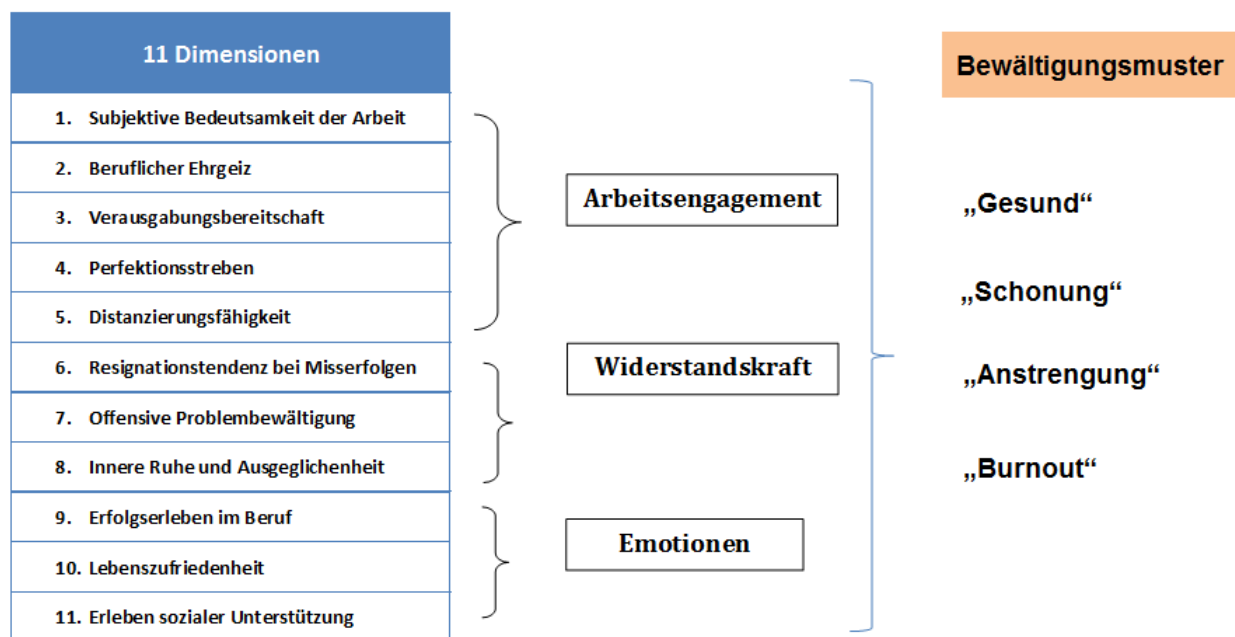 11 Dimensionen
1. Subjektive Bedeutsamkeit der Arbeit
2. Beruflicher Ehrgeiz
3. Verausgabungsbereitschaft
4. Perfektionsstreben
5. Distanzierungsfähigkeit
6. Resignationstendenz bei Misserfolgen
7. Offensive Problembewältigung
8. Innere Ruhe und Ausgeglichenheit
9. Erfolgserleben im Beruf
10. Lebenszufriedenheit
11. Erleben sozialer Unterstützung
Arbeitsengagement
Widerstandskraft
Emotionen
Bewältigungsmuster
„Gesund“
„Schonung“
„Anstrengung“
„Burnout“